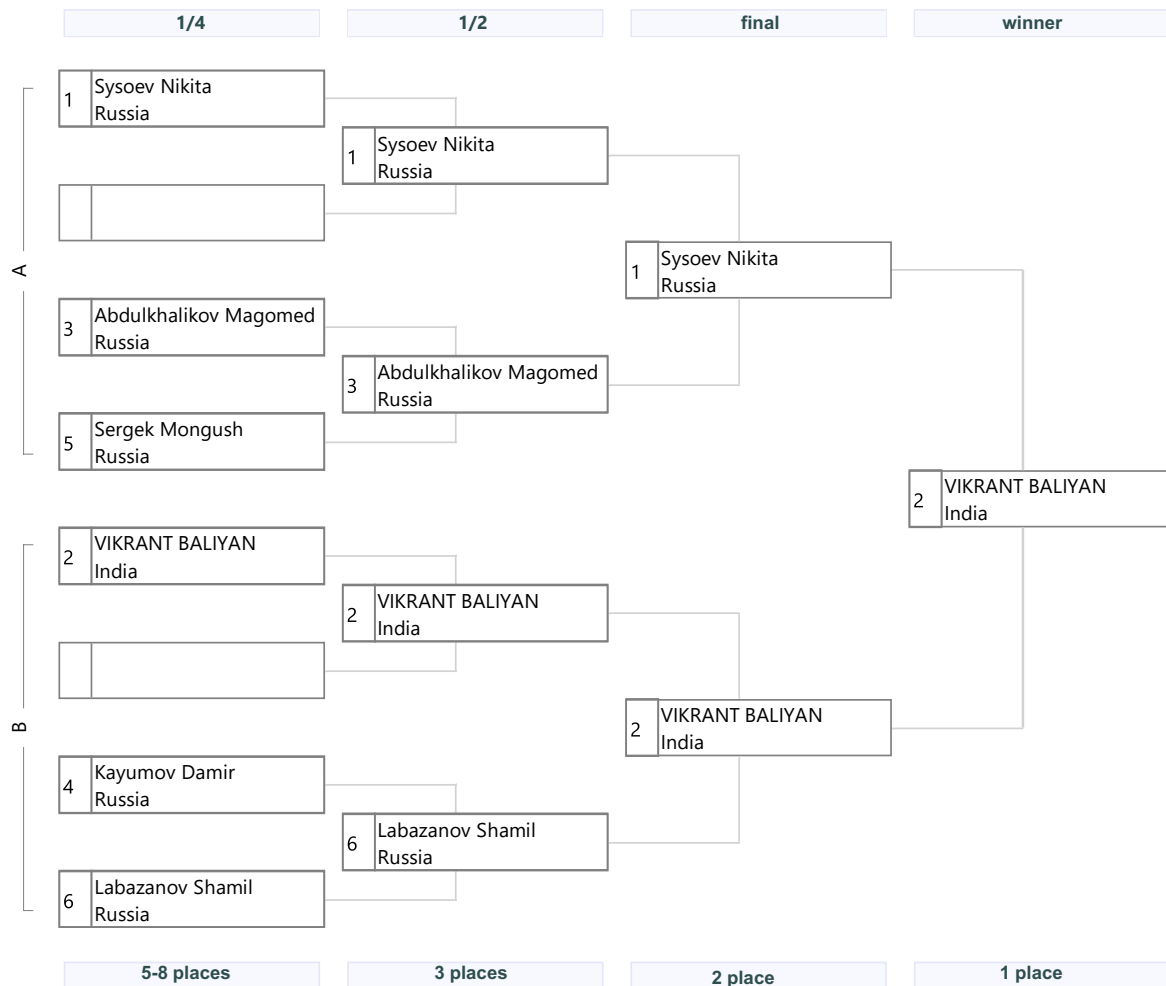 1/4
1/2
final
winner
A
1
Sysoev Nikita
Russia
3
Abdulkhalikov Magomed
Russia
5
Sergek Mongush
Russia
B
2
VIKRANT BALIYAN
India
4
Kayumov Damir
Russia
6
Labazanov Shamil
Russia
1
Sysoev Nikita
Russia
3
Abdulkhalikov Magomed
Russia
2
VIKRANT BALIYAN
India
6
Labazanov Shamil
Russia
1
Sysoev Nikita
Russia
2
VIKRANT BALIYAN
India
2
VIKRANT BALIYAN
India
5-8 places
3 places
2 place
1 place